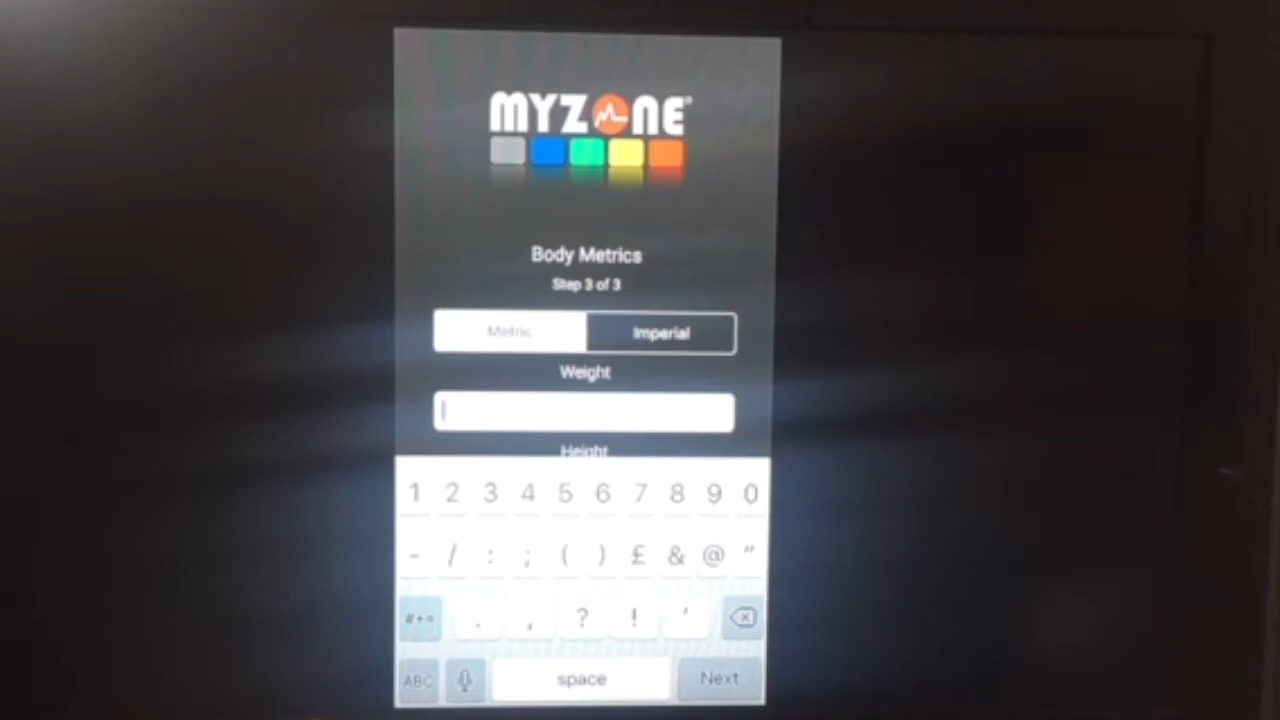 MYZONE®
Body Metrics
Step 3 of 3
Metric Imperial
Weight
Height
1 2 3 4 5 6 7 8 9 0
- / : ; ( ) £ & @ "
#+= . , ? ! '
ABC space Next